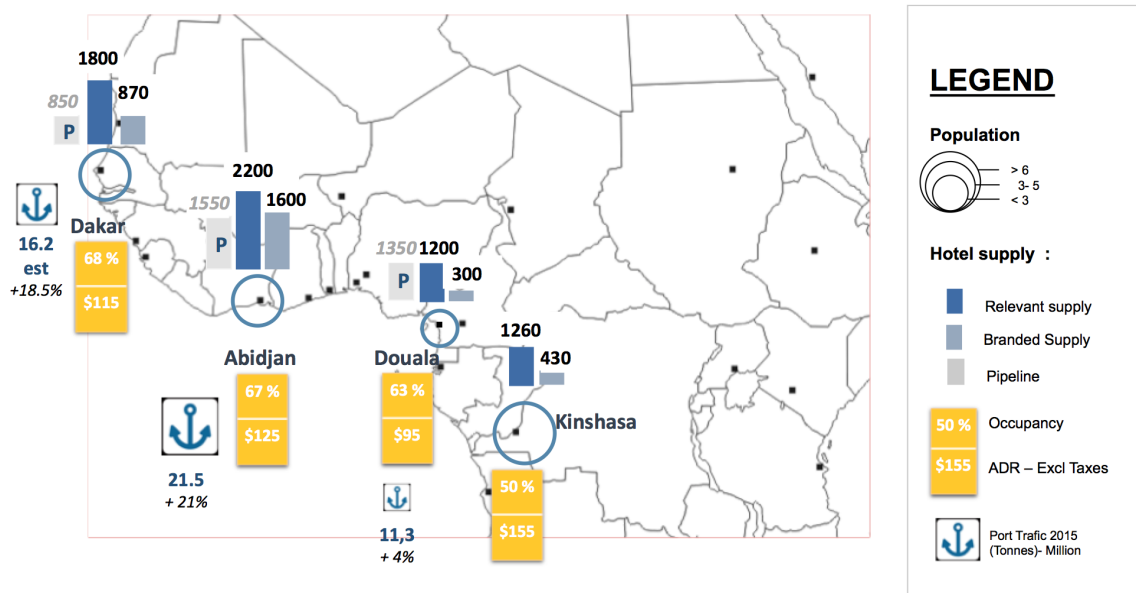 1800
870
850
P
Dakar
16.2
est
+18.5%
68 %
$115
2200
1600
1550
P
Abidjan
67 %
$125
21.5
+ 21%
1350
1200
300
P
Douala
63 %
$95
11,3
+ 4%
1260
430
Kinshasa
50 %
$155
LEGEND
Population
> 6
3- 5
< 3
Hotel supply :
Relevant supply
Branded Supply
Pipeline
50 %
Occupancy
$155
ADR – Excl Taxes
Port Trafic 2015
(Tonnes)- Million